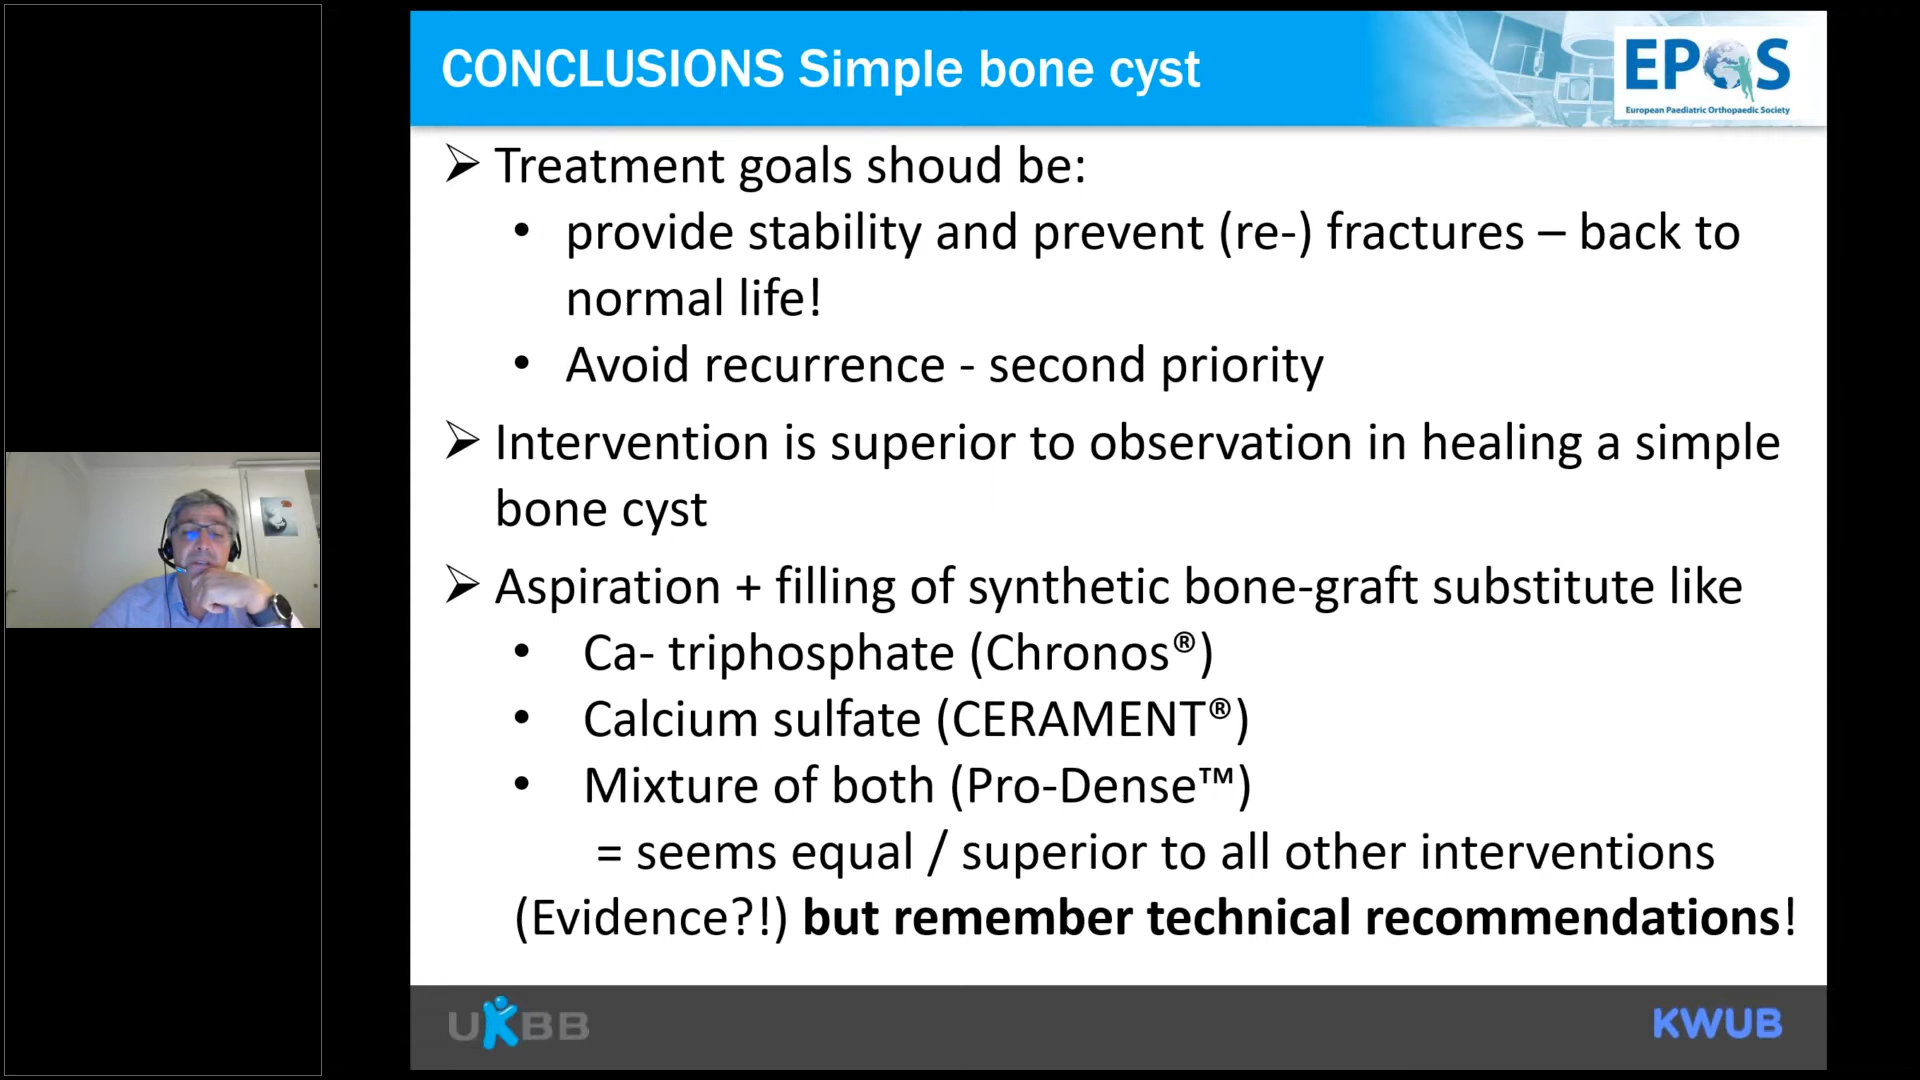 CONCLUSIONS Simple bone cyst
EPOS
European Paediatric Orthopaedic Society
➢ Treatment goals shoud be:
• provide stability and prevent (re-) fractures – back to
normal life!
• Avoid recurrence - second priority
➢ Intervention is superior to observation in healing a simple
bone cyst
➢ Aspiration + filling of synthetic bone-graft substitute like
• Ca- triphosphate (Chronos®)
• Calcium sulfate (CERAMENT®)
• Mixture of both (Pro-Dense™)
= seems equal / superior to all other interventions
(Evidence?!) but remember technical recommendations!
UKBB
KWUB